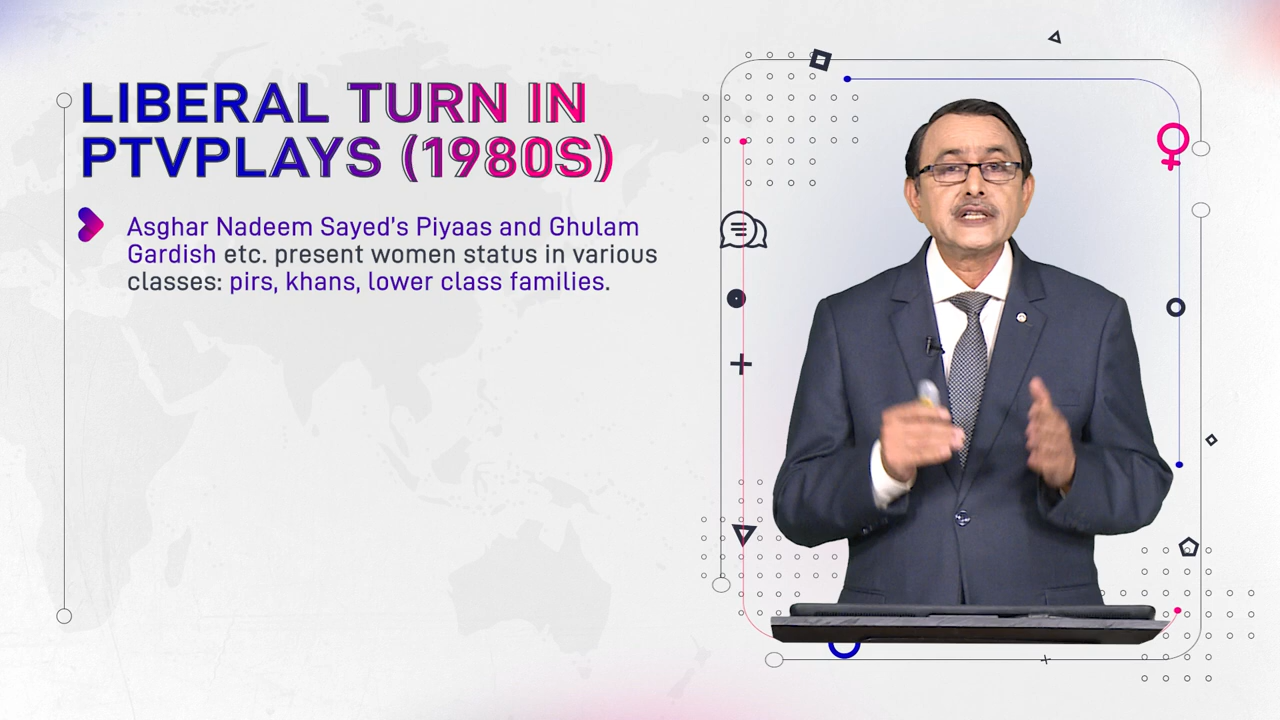 LIBERAL TURN IN
PTVPLAYS (1980S)
Asghar Nadeem Sayed's Piyaas and Ghulam
Gardish etc. present women status in various
classes: pirs, khans, lower class families.